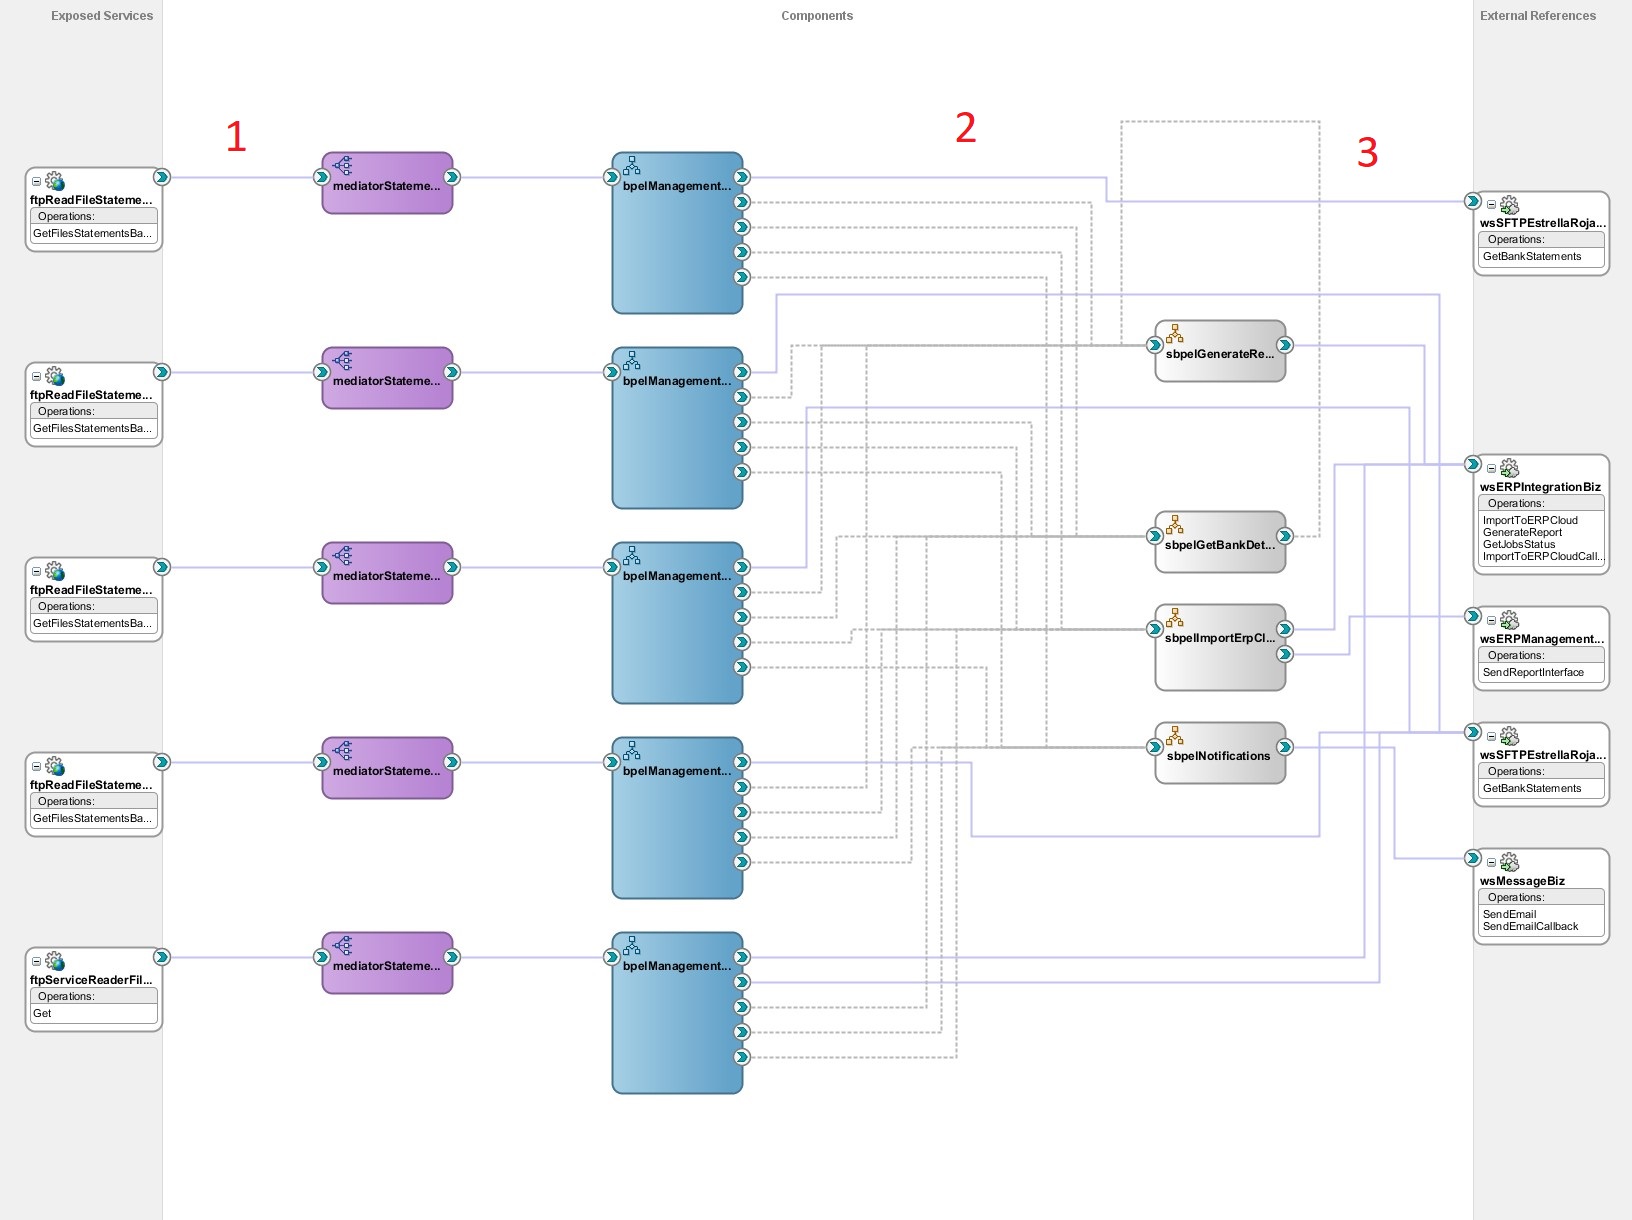 Exposed Services
Components
External References
1
2
3
ftpReadFileStateme...
Operations:
GetFilesStatementsBa...
mediatorStateme...
bpelManagement...
wsSFTPEstrellaRoja...
Operations:
GetBankStatements
ftpReadFileStateme...
Operations:
GetFilesStatementsBa...
mediatorStateme...
bpelManagement...
sbpelGenerateRe...
wsERPIntegrationBiz
Operations:
ImportToERPCloud
GenerateReport
GetJobsStatus
ImportToERPCloudCall...
ftpReadFileStateme...
Operations:
GetFilesStatementsBa...
mediatorStateme...
bpelManagement...
sbpelGetBankDet...
sbpelImportErpCl...
wsERPManagement...
Operations:
SendReportInterface
ftpReadFileStateme...
Operations:
GetFilesStatementsBa...
mediatorStateme...
bpelManagement...
sbpelNotifications
wsSFTPEstrellaRoja...
Operations:
GetBankStatements
wsMessageBiz
Operations:
SendEmail
SendEmailCallback
ftpServiceReaderFil...
Operations:
Get
mediatorStateme...
bpelManagement...